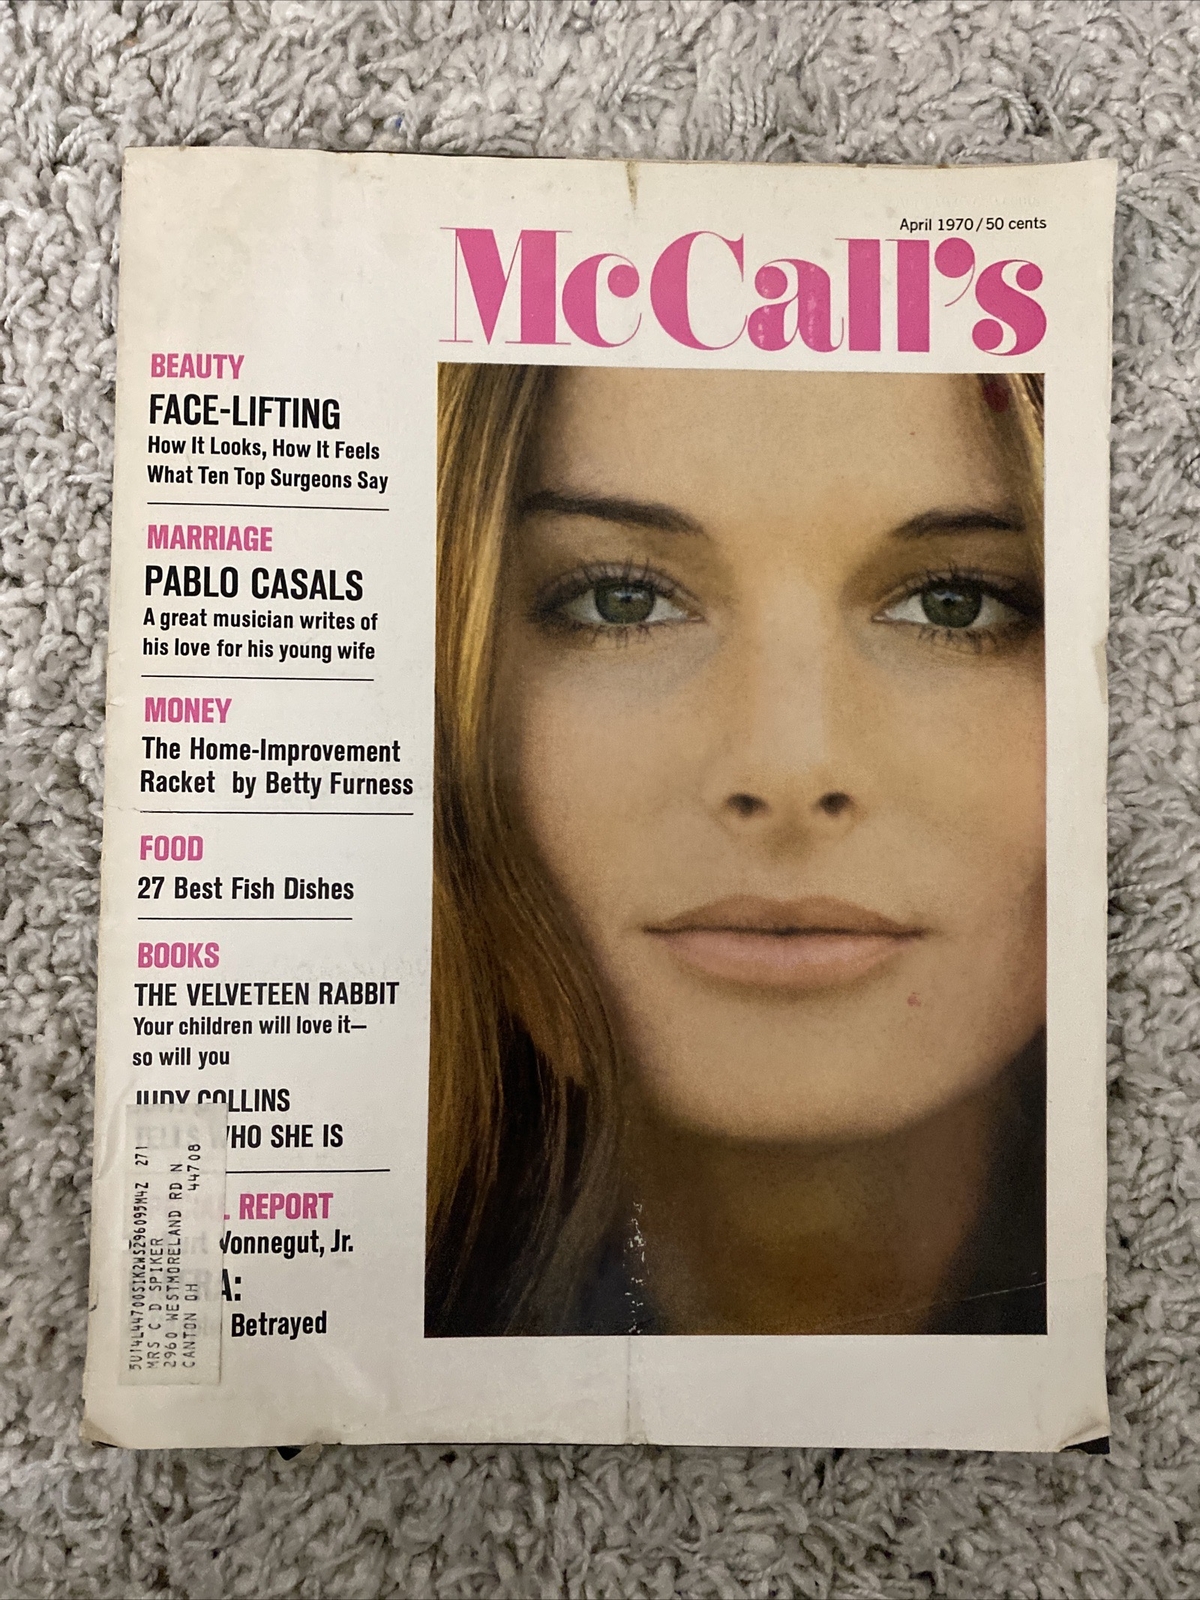 April 1970/50 cents
McCall's
BEAUTY
FACE-LIFTING
How It Looks, How It Feels
What Ten Top Surgeons Say
MARRIAGE
PABLO CASALS
A great musician writes of
his love for his young wife
MONEY
The Home-Improvement
Racket by Betty Furness
FOOD
27 Best Fish Dishes
BOOKS
THE VELVETEEN RABBIT
Your children will love it—
so will you
JUDY COLLINS
TELLS WHO SHE IS
REPORT
Vonnegut, Jr.
Betrayed
MRS C D SPIKER
2960 WESTMORELAND RD N
CANTON OH 44708